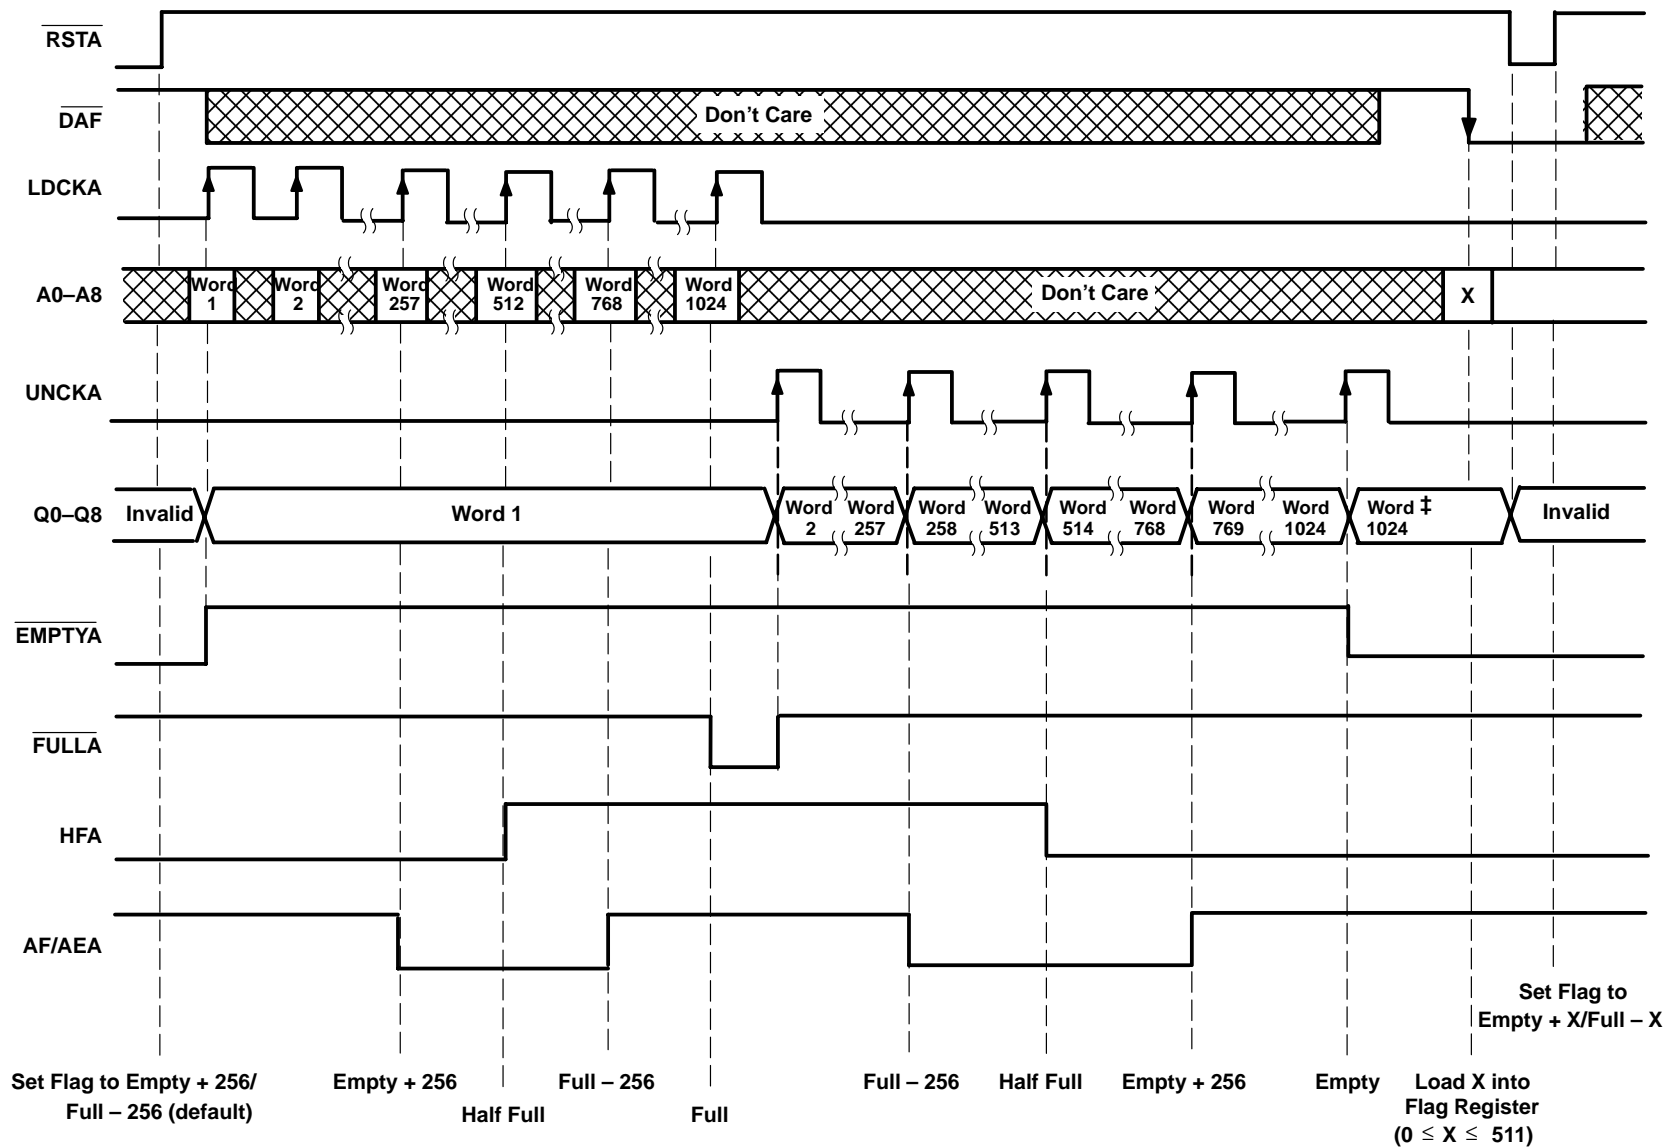 RSTA
DAF
Don't Care
LDCKA
A0–A8
Word 1
Word 2
Word 257
Word 512
Word 768
Word 1024
Don't Care
X
UNCKA
Q0–Q8
Invalid
Word 1
Word 2
Word 257
Word 258
Word 513
Word 514
Word 768
Word 769
Word 1024
Word ‡ 1024
Invalid
EMPTYA
FULLA
HFA
AF/AEA
Set Flag to
Empty + X/Full – X
Set Flag to Empty + 256/
Full – 256 (default)
Empty + 256
Half Full
Full – 256
Full
Full – 256
Half Full
Empty + 256
Empty
Load X into
Flag Register
(0 ≤ X ≤ 511)